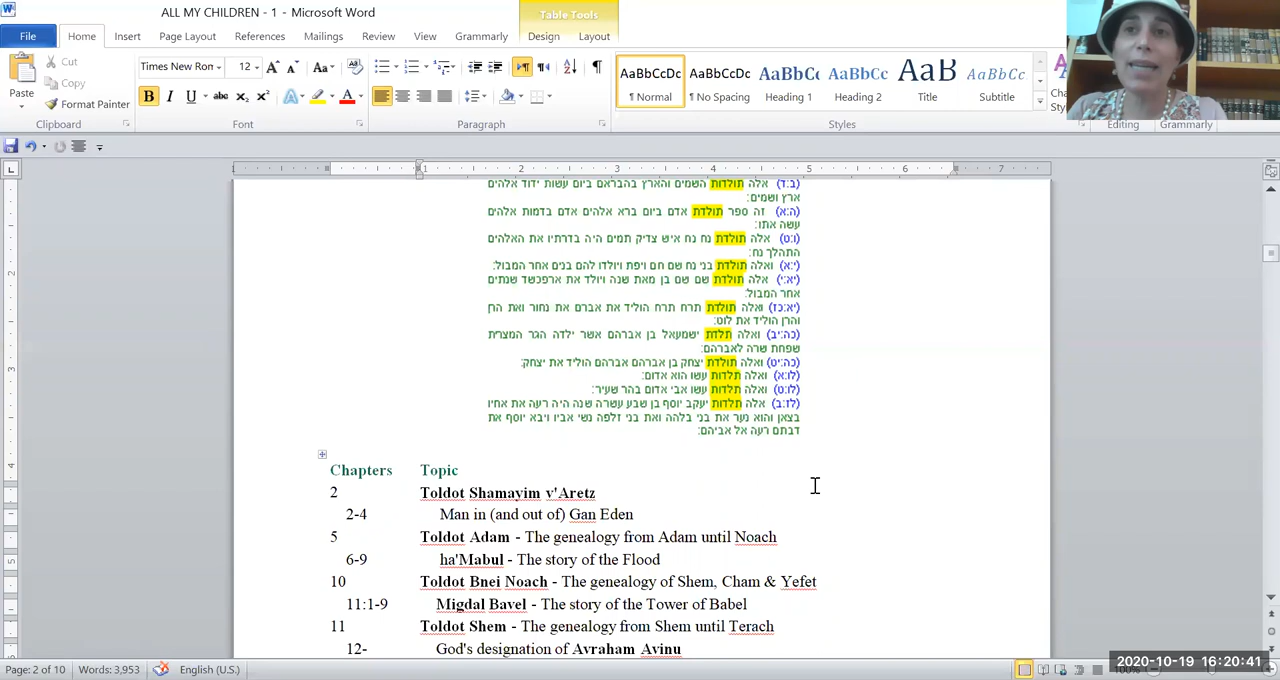 ALL MY CHILDREN - 1 - Microsoft Word
Table Tools
File Home Insert Page Layout References Mailings Review View Grammarly Design Layout
Paste
Cut
Copy
Format Painter
Clipboard
Times New Ron 12
Font
Paragraph
AaBbCcDc AaBbCcDc AaBbCc AaBbCc AaB AaBbCcL
¶ Normal ¶ No Spacing Heading 1 Heading 2 Title Subtitle
Styles
Editing
Grammarly
1 1 2 3 4 5 6 7
(ב:ד) אלה תולדות השמים והארץ בהבראם ביום עשות ידוד אלהים
ארץ ושמים:
(ה:א) זה ספר תולדת אדם ביום ברא אלהים אדם בדמות אלהים
עשה אתו:
(ו:ט) אלה תולדת נח נח איש צדיק תמים היה בדרתיו את האלהים
התהלך נח:
(י:א) ואלה תולדת בני נח שם חם ויפת ויולדו להם בנים אחר המבול:
(יא:י) אלה תולדת שם שם בן מאת שנה ויולד את ארפכשד שנתים
אחר המבול:
(יא:כז) ואלה תולדת תרח תרח הוליד את אברם את נחור ואת הרן
והרן הוליד את לוט:
(כה:יב) ואלה תלדת ישמעאל בן אברהם אשר ילדה הגר המצרית
שפחת שרה לאברהם:
(כה:יט) ואלה תולדת יצחק בן אברהם אברהם הוליד את יצחק:
(לו:א) ואלה תלדות עשו הוא אדום:
(לו:ט) ואלה תלדות עשו אבי אדום בהר שעיר:
(לז:ב) אלה תלדות יעקב יוסף בן שבע עשרה שנה היה רעה את אחיו
בצאן והוא נער את בני בלהה ואת בני זלפה נשי אביו ויבא יוסף את
דבתם רעה אל אביהם:
Chapters Topic
2 Toldot Shamayim v'Aretz
2-4 Man in (and out of) Gan Eden
5 Toldot Adam - The genealogy from Adam until Noach
6-9 ha'Mabul - The story of the Flood
10 Toldot Bnei Noach - The genealogy of Shem, Cham & Yefet
11:1-9 Migdal Bavel - The story of the Tower of Babel
11 Toldot Shem - The genealogy from Shem until Terach
12- God's designation of Avraham Avinu
Page: 2 of 10 Words: 3,953 English (U.S.)
2020-10-19 16:20:41